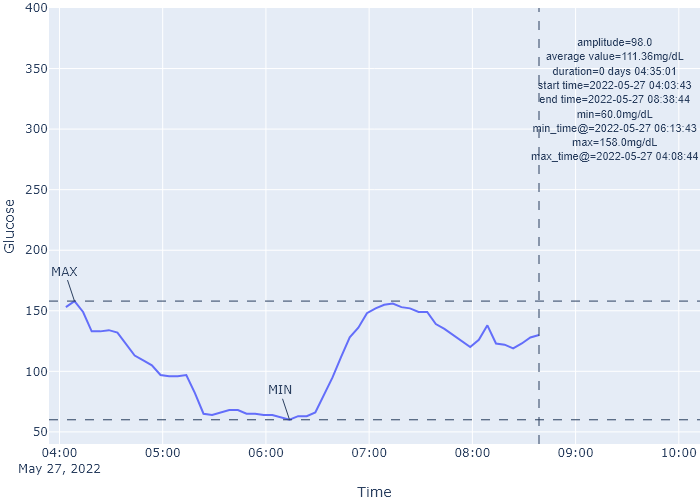 400
350
300
250
200
150
100
50
Glucose
amplitude=98.0
average value=111.36mg/dL
duration=0 days 04:35:01
start time=2022-05-27 04:03:43
end time=2022-05-27 08:38:44
min=60.0mg/dL
min_time@=2022-05-27 06:13:43
max=158.0mg/dL
max_time@=2022-05-27 04:08:44
MAX
MIN
04:00 05:00 06:00 07:00 08:00 09:00 10:00
May 27, 2022
Time